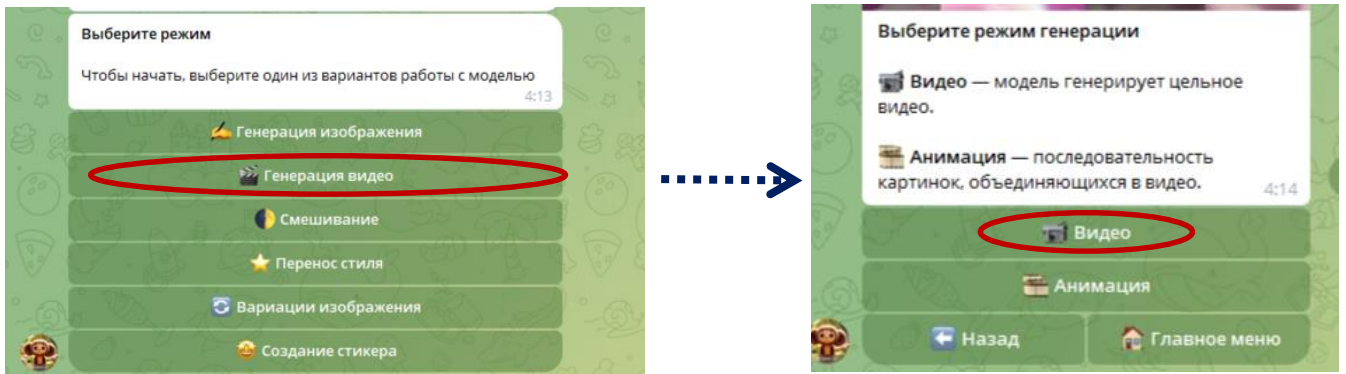 Выберите режим
Чтобы начать, выберите один из вариантов работы с моделью
4:13
Генерация изображения
Генерация видео
Смешивание
Перенос стиля
Вариации изображения
Создание стикера
Выберите режим генерации
Видео — модель генерирует цельное
видео.
Анимация — последовательность
картинок, объединяющихся в видео.
4:14
Видео
Анимация
Назад
Главное меню